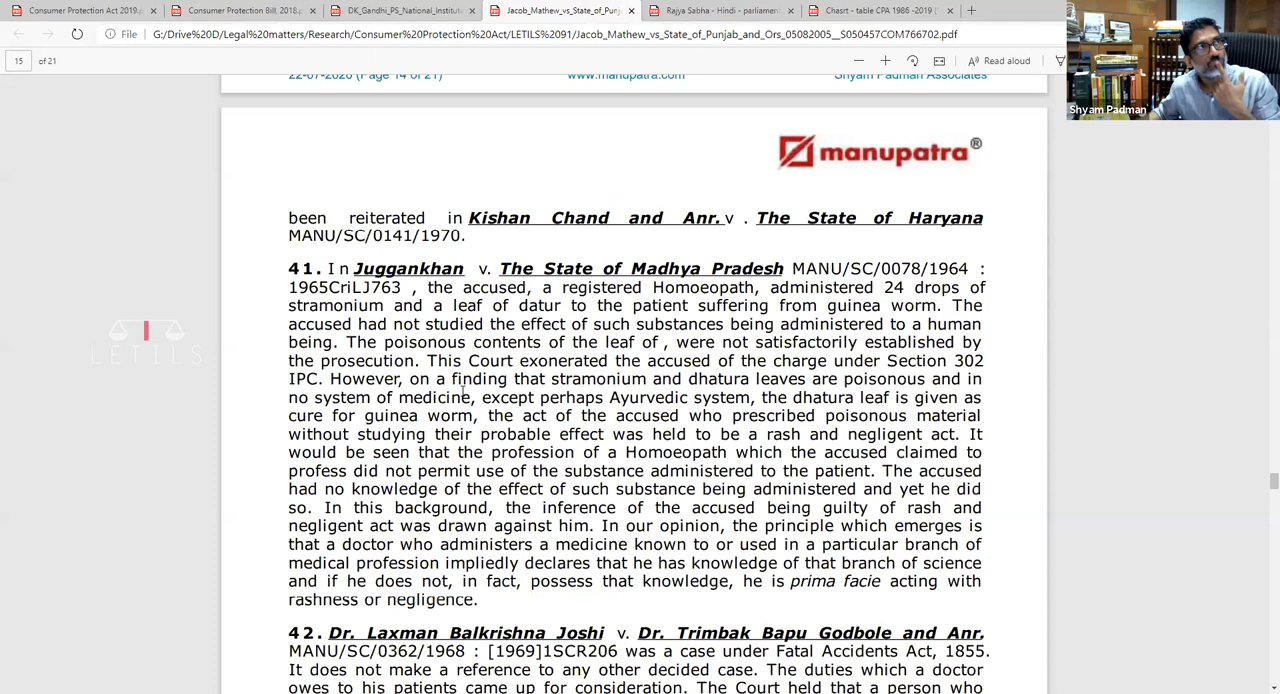 Consumer Protection Act 2019.p
Consumer Protection Bill, 2018.p
DK_Gandhi_PS_National_Institut
Jacob_Mathew_vs_State_of_Punj
Rajya Sabha - Hindi - parliamen
Chasrt - table CPA 1986 -2019 (
File
G:/Drive%20D/Legal%20matters/Research/Consumer%20Protection%20Act/LETILS%2091/Jacob_Mathew_vs_State_of_Punjab_and_Ors_05082005__S050457COM766702.pdf
15 of 21
Read aloud
Shyam Padman
22-07-2020 (Page 14 of 21)
www.manupatra.com
Shyam Padman Associates
manupatra®
been reiterated in Kishan Chand and Anr. v . The State of Haryana
MANU/SC/0141/1970.
41. I n Juggankhan v. The State of Madhya Pradesh MANU/SC/0078/1964 :
1965CriLJ763 , the accused, a registered Homoeopath, administered 24 drops of
stramonium and a leaf of datur to the patient suffering from guinea worm. The
accused had not studied the effect of such substances being administered to a human
being. The poisonous contents of the leaf of , were not satisfactorily established by
the prosecution. This Court exonerated the accused of the charge under Section 302
IPC. However, on a finding that stramonium and dhatura leaves are poisonous and in
no system of medicine, except perhaps Ayurvedic system, the dhatura leaf is given as
cure for guinea worm, the act of the accused who prescribed poisonous material
without studying their probable effect was held to be a rash and negligent act. It
would be seen that the profession of a Homoeopath which the accused claimed to
profess did not permit use of the substance administered to the patient. The accused
had no knowledge of the effect of such substance being administered and yet he did
so. In this background, the inference of the accused being guilty of rash and
negligent act was drawn against him. In our opinion, the principle which emerges is
that a doctor who administers a medicine known to or used in a particular branch of
medical profession impliedly declares that he has knowledge of that branch of science
and if he does not, in fact, possess that knowledge, he is prima facie acting with
rashness or negligence.
LETILS
42. Dr. Laxman Balkrishna Joshi v. Dr. Trimbak Bapu Godbole and Anr.
MANU/SC/0362/1968 : [1969]1SCR206 was a case under Fatal Accidents Act, 1855.
It does not make a reference to any other decided case. The duties which a doctor
owes to his patients came up for consideration. The Court held that a person who